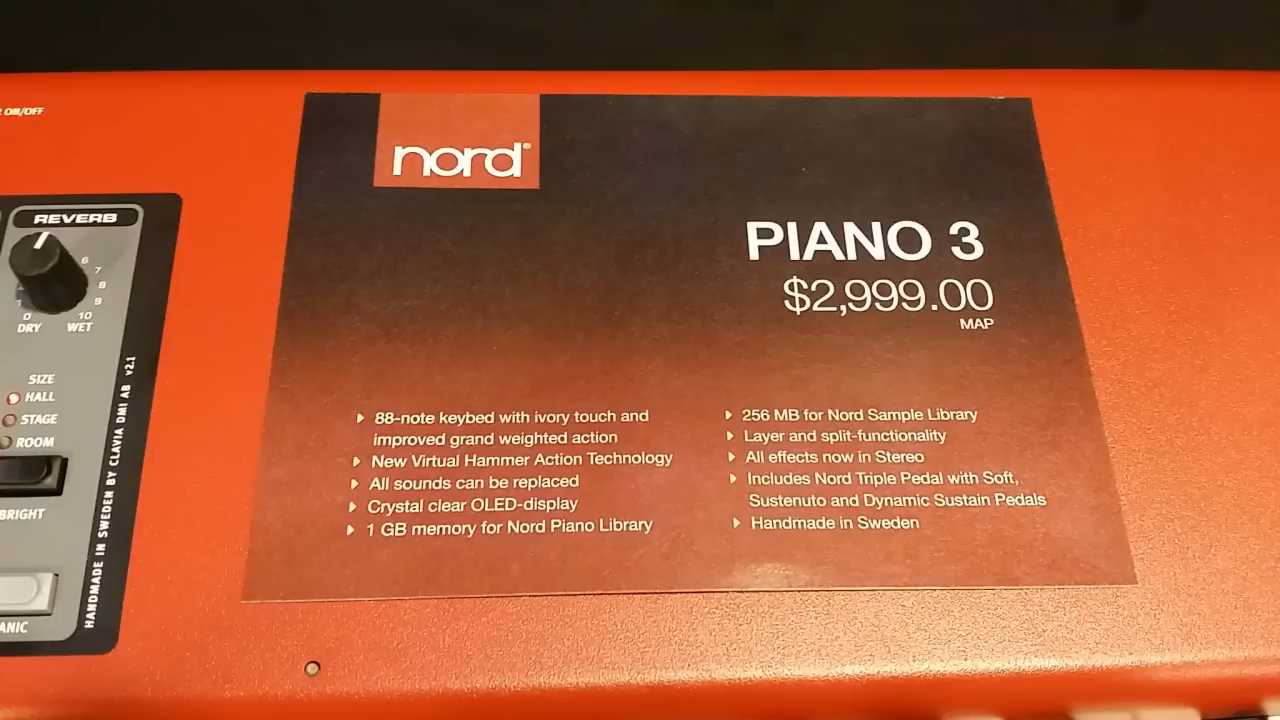 ON/OFF
REVERB
6
7
8
9
10
0
1
DRY WET
SIZE
HALL
STAGE
ROOM
BRIGHT
HANDMADE IN SWEDEN BY CLAVIA DMI AB v2.1
nord®
PIANO 3
$2,999.00
MAP
88-note keybed with ivory touch and
improved grand weighted action
New Virtual Hammer Action Technology
All sounds can be replaced
Crystal clear OLED-display
1 GB memory for Nord Piano Library
256 MB for Nord Sample Library
Layer and split-functionality
All effects now in Stereo
Includes Nord Triple Pedal with Soft,
Sustenuto and Dynamic Sustain Pedals
Handmade in Sweden